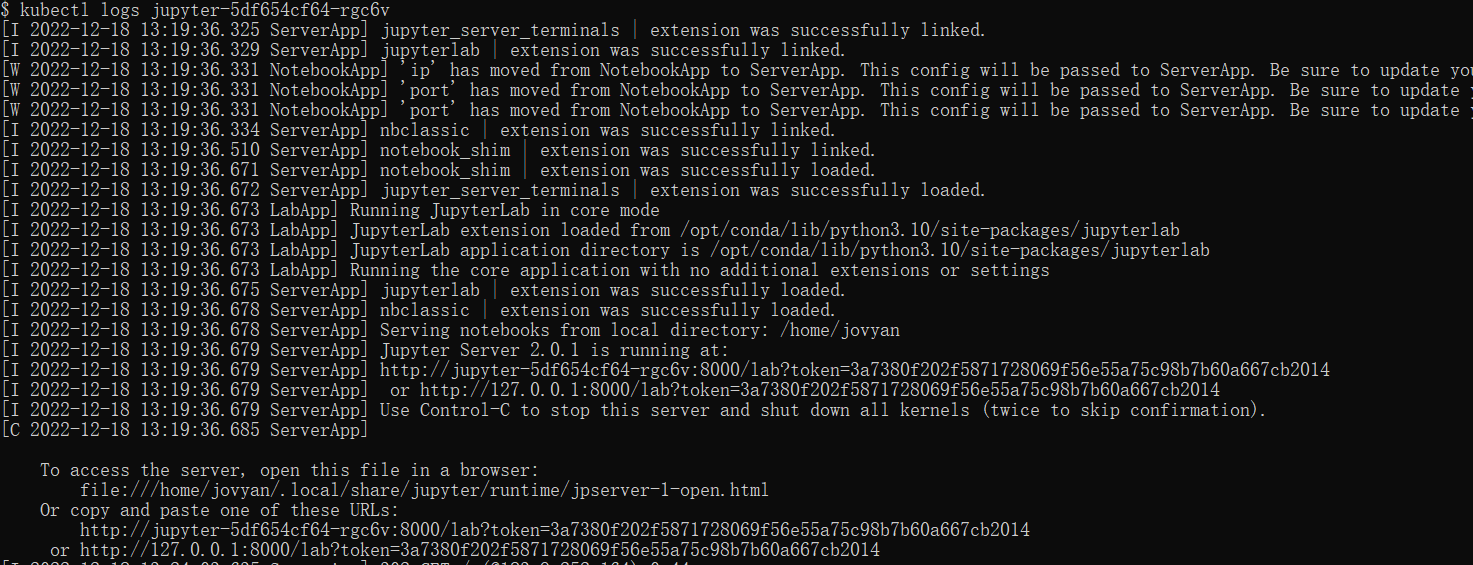 $ kubectl logs jupyter-5df654cf64-rgc6v
[I 2022-12-18 13:19:36.325 ServerApp] jupyter_server_terminals | extension was successfully linked.
[I 2022-12-18 13:19:36.329 ServerApp] jupyterlab | extension was successfully linked.
[W 2022-12-18 13:19:36.331 NotebookApp] 'ip' has moved from NotebookApp to ServerApp. This config will be passed to ServerApp. Be sure to update you
[W 2022-12-18 13:19:36.331 NotebookApp] 'port' has moved from NotebookApp to ServerApp. This config will be passed to ServerApp. Be sure to update
[W 2022-12-18 13:19:36.331 NotebookApp] 'port' has moved from NotebookApp to ServerApp. This config will be passed to ServerApp. Be sure to update
[I 2022-12-18 13:19:36.334 ServerApp] nbclassic | extension was successfully linked.
[I 2022-12-18 13:19:36.510 ServerApp] notebook_shim | extension was successfully linked.
[I 2022-12-18 13:19:36.671 ServerApp] notebook_shim | extension was successfully loaded.
[I 2022-12-18 13:19:36.672 ServerApp] jupyter_server_terminals | extension was successfully loaded.
[I 2022-12-18 13:19:36.673 LabApp] Running JupyterLab in core mode
[I 2022-12-18 13:19:36.673 LabApp] JupyterLab extension loaded from /opt/conda/lib/python3.10/site-packages/jupyterlab
[I 2022-12-18 13:19:36.673 LabApp] JupyterLab application directory is /opt/conda/lib/python3.10/site-packages/jupyterlab
[I 2022-12-18 13:19:36.673 LabApp] Running the core application with no additional extensions or settings
[I 2022-12-18 13:19:36.675 ServerApp] jupyterlab | extension was successfully loaded.
[I 2022-12-18 13:19:36.678 ServerApp] nbclassic | extension was successfully loaded.
[I 2022-12-18 13:19:36.678 ServerApp] Serving notebooks from local directory: /home/jovyan
[I 2022-12-18 13:19:36.679 ServerApp] Jupyter Server 2.0.1 is running at:
[I 2022-12-18 13:19:36.679 ServerApp] http://jupyter-5df654cf64-rgc6v:8000/lab?token=3a7380f202f5871728069f56e55a75c98b7b60a667cb2014
[I 2022-12-18 13:19:36.679 ServerApp]  or http://127.0.0.1:8000/lab?token=3a7380f202f5871728069f56e55a75c98b7b60a667cb2014
[I 2022-12-18 13:19:36.679 ServerApp] Use Control-C to stop this server and shut down all kernels (twice to skip confirmation).
[C 2022-12-18 13:19:36.685 ServerApp]
To access the server, open this file in a browser:
file:///home/jovyan/.local/share/jupyter/runtime/jpserver-1-open.html
Or copy and paste one of these URLs:
http://jupyter-5df654cf64-rgc6v:8000/lab?token=3a7380f202f5871728069f56e55a75c98b7b60a667cb2014
or http://127.0.0.1:8000/lab?token=3a7380f202f5871728069f56e55a75c98b7b60a667cb2014